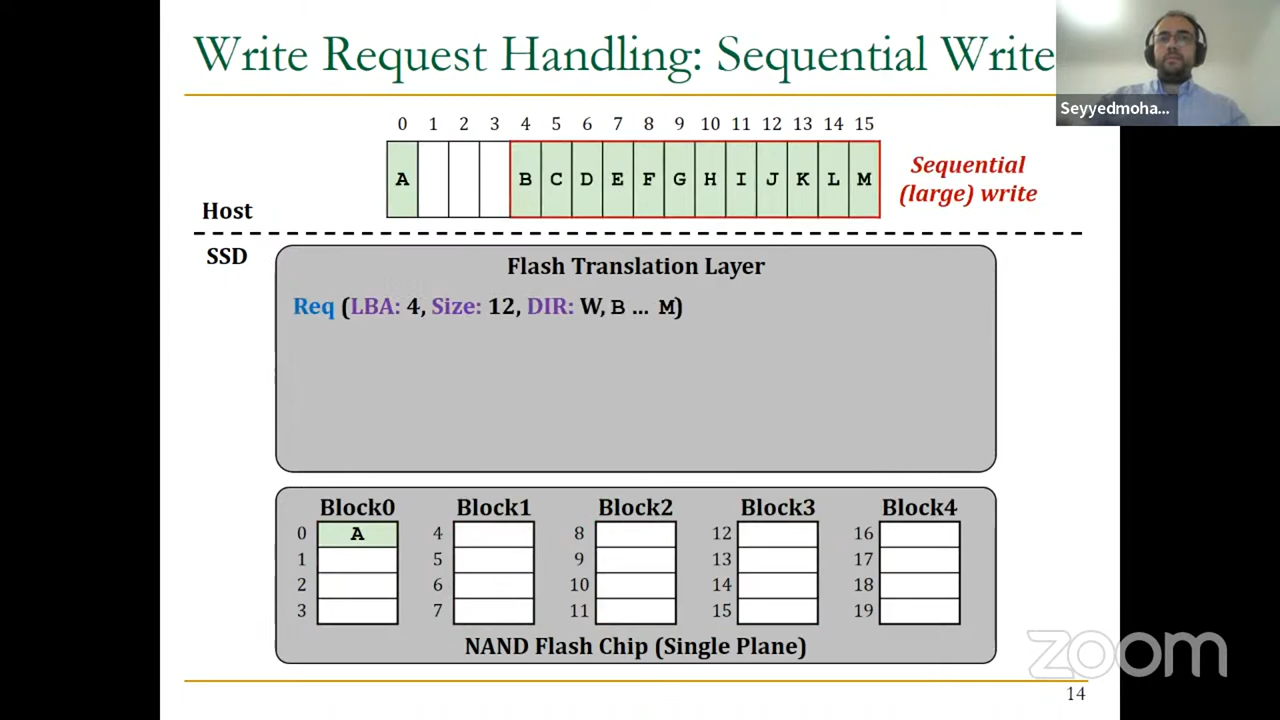 Write Request Handling: Sequential Write
Seyyedmoha...
0 1 2 3 4 5 6 7 8 9 10 11 12 13 14 15
A B C D E F G H I J K L M
Sequential
(large) write
Host
SSD
Flash Translation Layer
Req (LBA: 4, Size: 12, DIR: W, B ... M)
Block0 Block1 Block2 Block3 Block4
0 A 4 8 12 16
1 5 9 13 17
2 6 10 14 18
3 7 11 15 19
NAND Flash Chip (Single Plane)
zoom
14